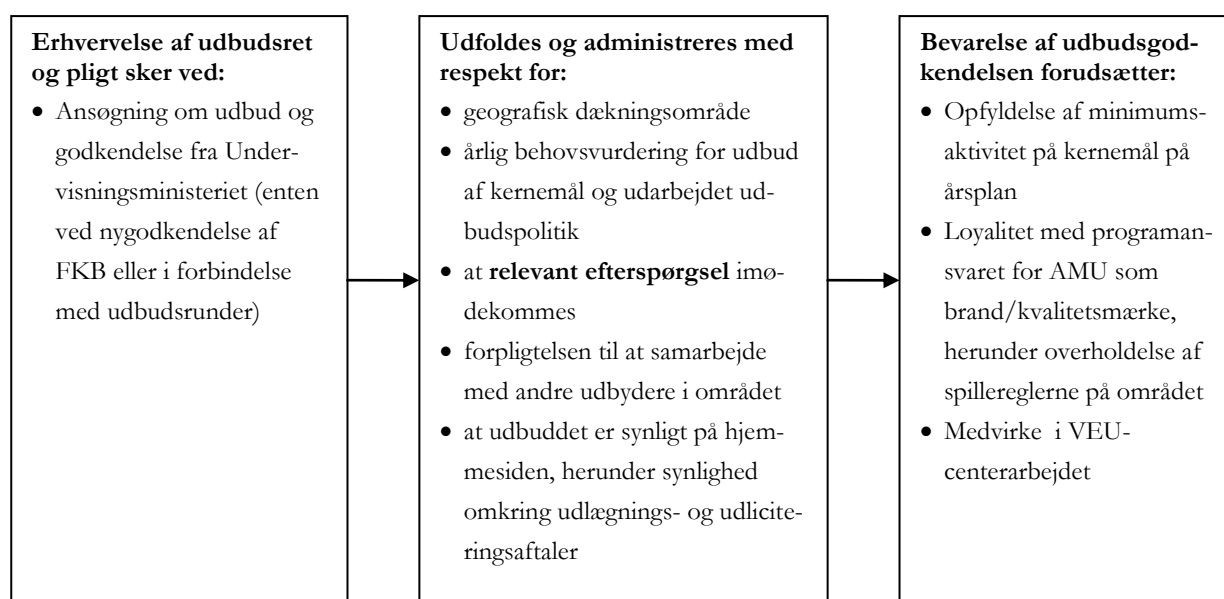 Erhvervelse af udbudsret
og pligt sker ved:
• Ansøgning om udbud og
godkendelse fra Under-
visningsministeriet (enten
ved nygodkendelse af
FKB eller i forbindelse
med udbudsrunder)
Udfoldes og administreres med
respekt for:
• geografisk dækningsområde
• årlig behovsvurdering for udbud
af kernemål og udarbejdet ud-
budspolitik
• at relevant efterspørgsel imø-
dekommes
• forpligtelsen til at samarbejde
med andre udbydere i området
• at udbuddet er synligt på hjem-
mesiden, herunder synlighed
omkring udlægnings- og udlicite-
ringsaftaler
Bevarelse af udbudsgod-
kendelsen forudsætter:
• Opfyldelse af minimums-
aktivitet på kernemål på
årsplan
• Loyalitet med programan-
svaret for AMU som
brand/kvalitetsmærke,
herunder overholdelse af
spillereglerne på området
• Medvirke i VEU-
centerarbejdet